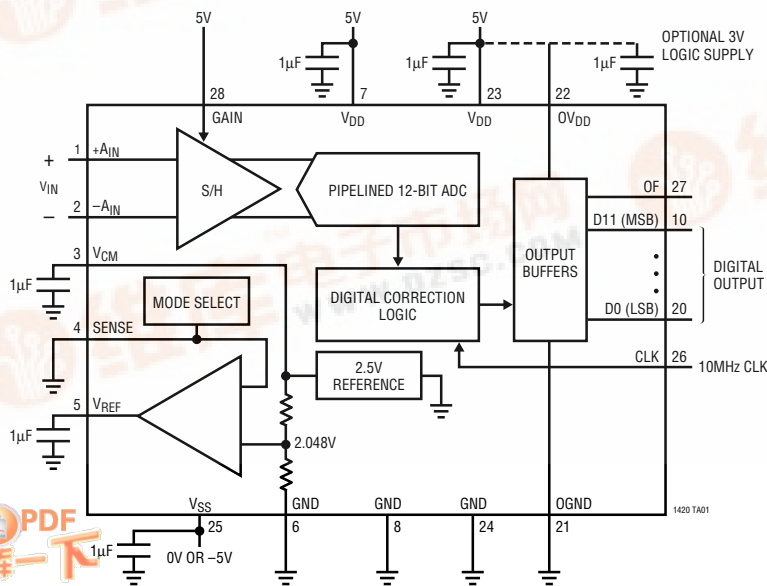 5V 5V 5V
OPTIONAL 3V
LOGIC SUPPLY
1µF 1µF 1µF
28 7 23 22
GAIN VDD VDD OVDD
1 +AIN
+
VIN
S/H
PIPELINED 12-BIT ADC
–
2 –AIN
OF 27
D11 (MSB) 10
OUTPUT
BUFFERS
DIGITAL
OUTPUT
D0 (LSB) 20
3 VCM
1µF
MODE SELECT
DIGITAL CORRECTION
LOGIC
4 SENSE
CLK 26
10MHz CLK
2.5V
REFERENCE
5 VREF
1µF
2.048V
VSS GND GND GND OGND
25 6 8 24 21
1µF
0V OR –5V
1420 TA01
PDF
www.dzsc.com